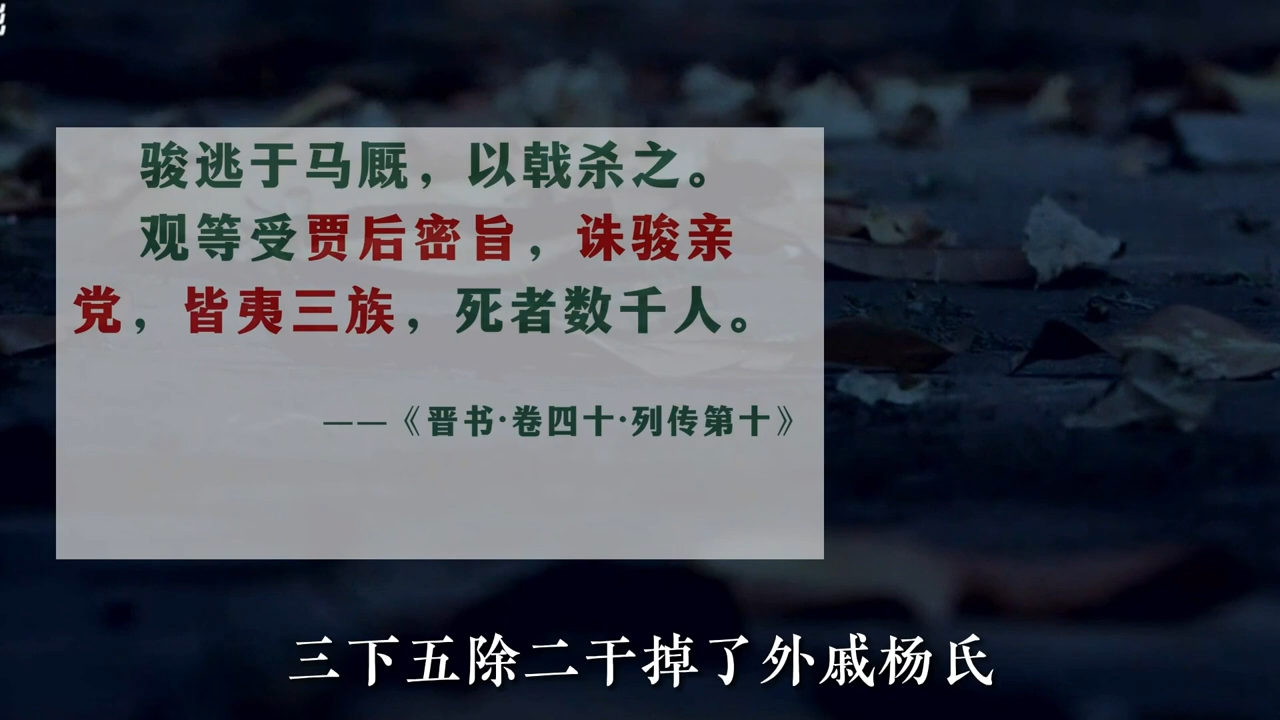 骏逃于马厩，以戟杀之。
观等受贾后密旨，诛骏亲
党，皆夷三族，死者数千人。
——《晋书·卷四十·列传第十》
三下五除二干掉了外戚杨氏